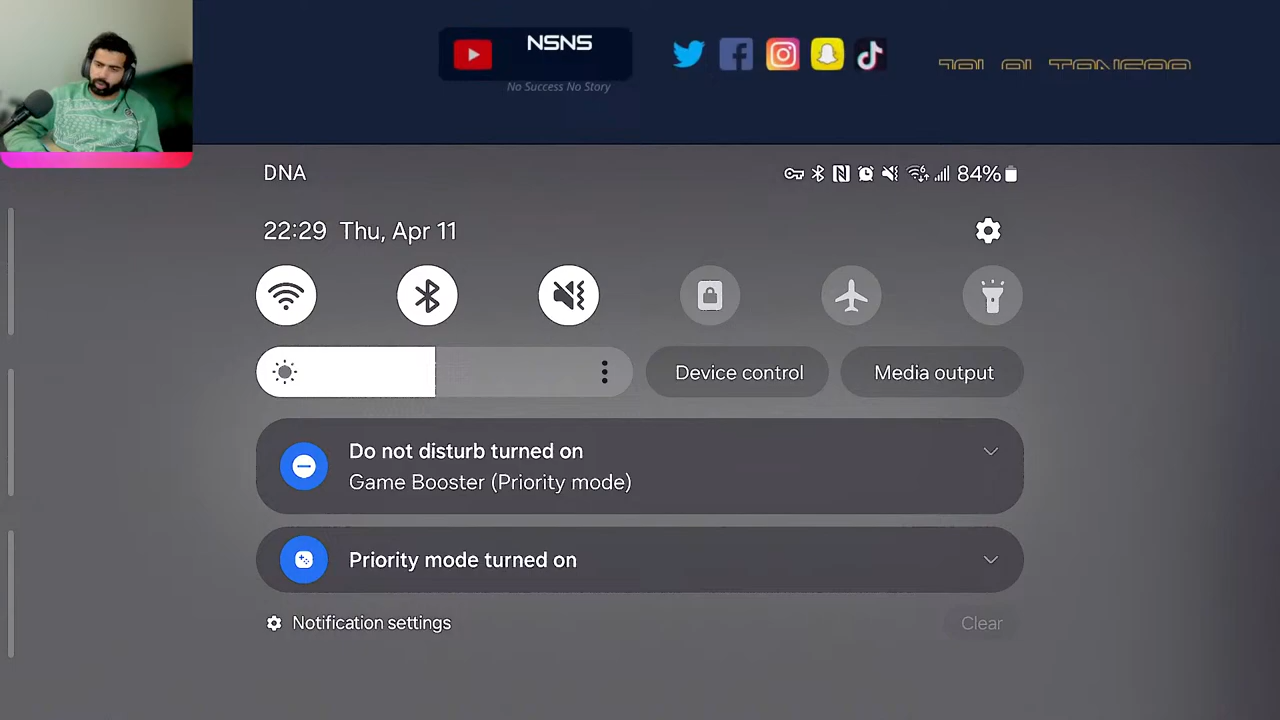 NSNS
No Success No Story
DNA
84%
22:29 Thu, Apr 11
Device control
Media output
Do not disturb turned on
Game Booster (Priority mode)
Priority mode turned on
Notification settings
Clear